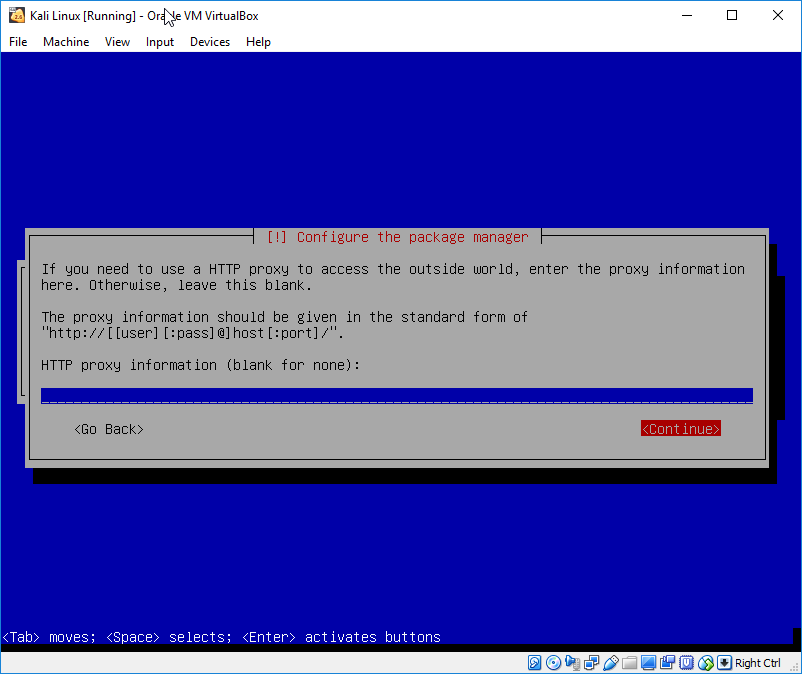 Kali Linux [Running] - Oracle VM VirtualBox
File Machine View Input Devices Help
[!] Configure the package manager
If you need to use a HTTP proxy to access the outside world, enter the proxy information
here. Otherwise, leave this blank.
The proxy information should be given in the standard form of
"http://[[user][:pass]@]host[:port]/".
HTTP proxy information (blank for none):
<Go Back> <Continue>
<Tab> moves; <Space> selects; <Enter> activates buttons
Right Ctrl